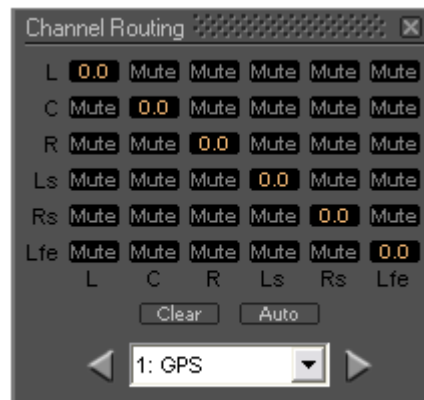 Channel Routing
L 0.0 Mute Mute Mute Mute Mute
C Mute 0.0 Mute Mute Mute Mute
R Mute Mute 0.0 Mute Mute Mute
Ls Mute Mute Mute 0.0 Mute Mute
Rs Mute Mute Mute Mute 0.0 Mute
Lfe Mute Mute Mute Mute Mute 0.0
L C R Ls Rs Lfe
Clear Auto
1: GPS